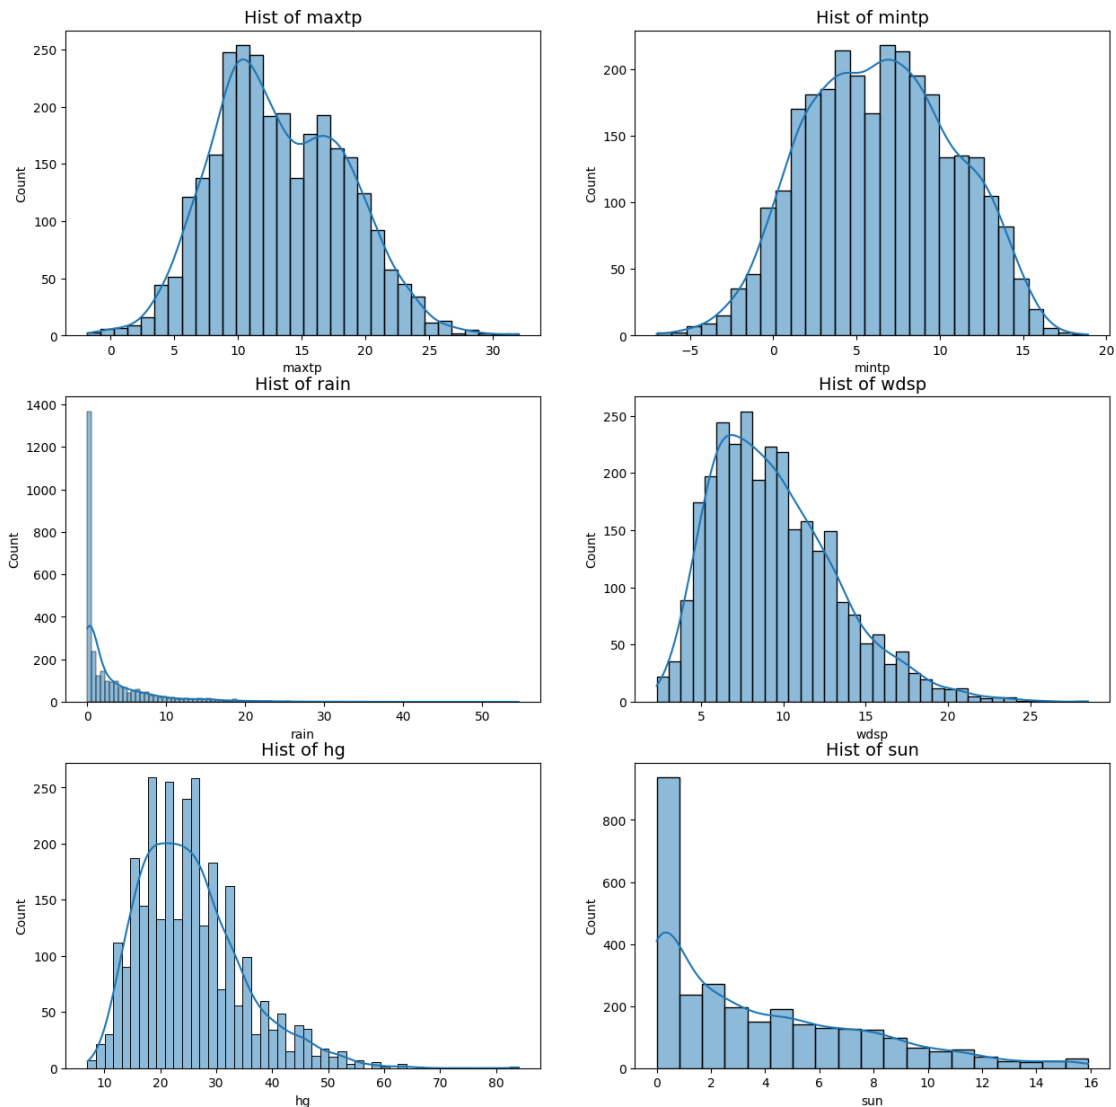 Hist of maxtp
Count
250
200
150
100
50
0
0 5 10 15 20 25 30
maxtp
Hist of mintp
Count
200
150
100
50
0
−5 0 5 10 15 20
mintp
Hist of rain
Count
1400
1200
1000
800
600
400
200
0
0 10 20 30 40 50
rain
Hist of wdsp
Count
250
200
150
100
50
0
5 10 15 20 25
wdsp
Hist of hg
Count
250
200
150
100
50
0
10 20 30 40 50 60 70 80
hg
Hist of sun
Count
800
600
400
200
0
0 2 4 6 8 10 12 14 16
sun